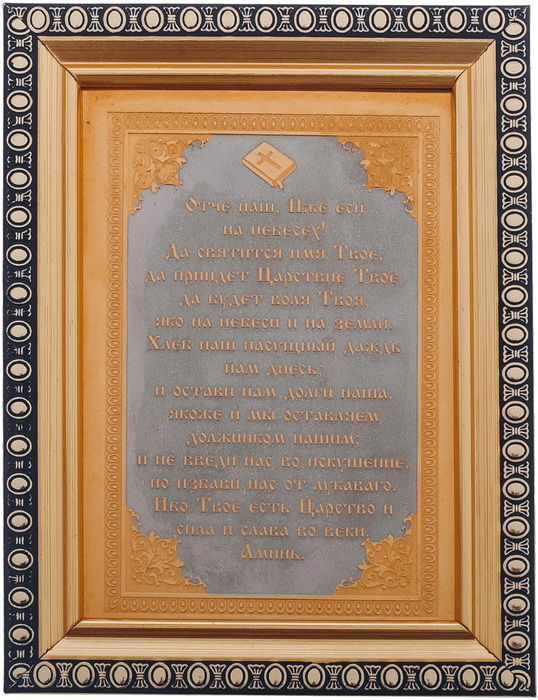 Отче наш, Иже еси
на небесех!
Да святится имя Твое,
да приидет Царствие Твое,
да будет воля Твоя,
яко на небеси и на земли.
Хлеб наш насущный даждь
нам днесь;
и остави нам долги наша,
якоже и мы оставляем
должником нашим;
и не введи нас во искушение,
но избави нас от лукаваго.
Ибо Твое есть Царство и
сила и слава во веки.
Аминь.